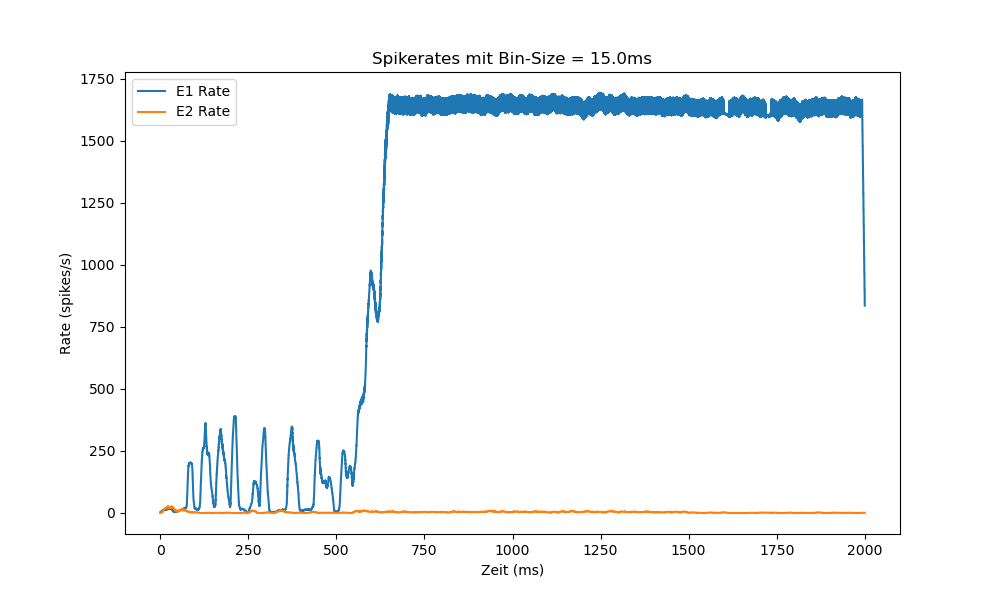 Spikerates mit Bin-Size = 15.0ms
E1 Rate
E2 Rate
Rate (spikes/s)
1750
1500
1250
1000
750
500
250
0
0 250 500 750 1000 1250 1500 1750 2000
Zeit (ms)